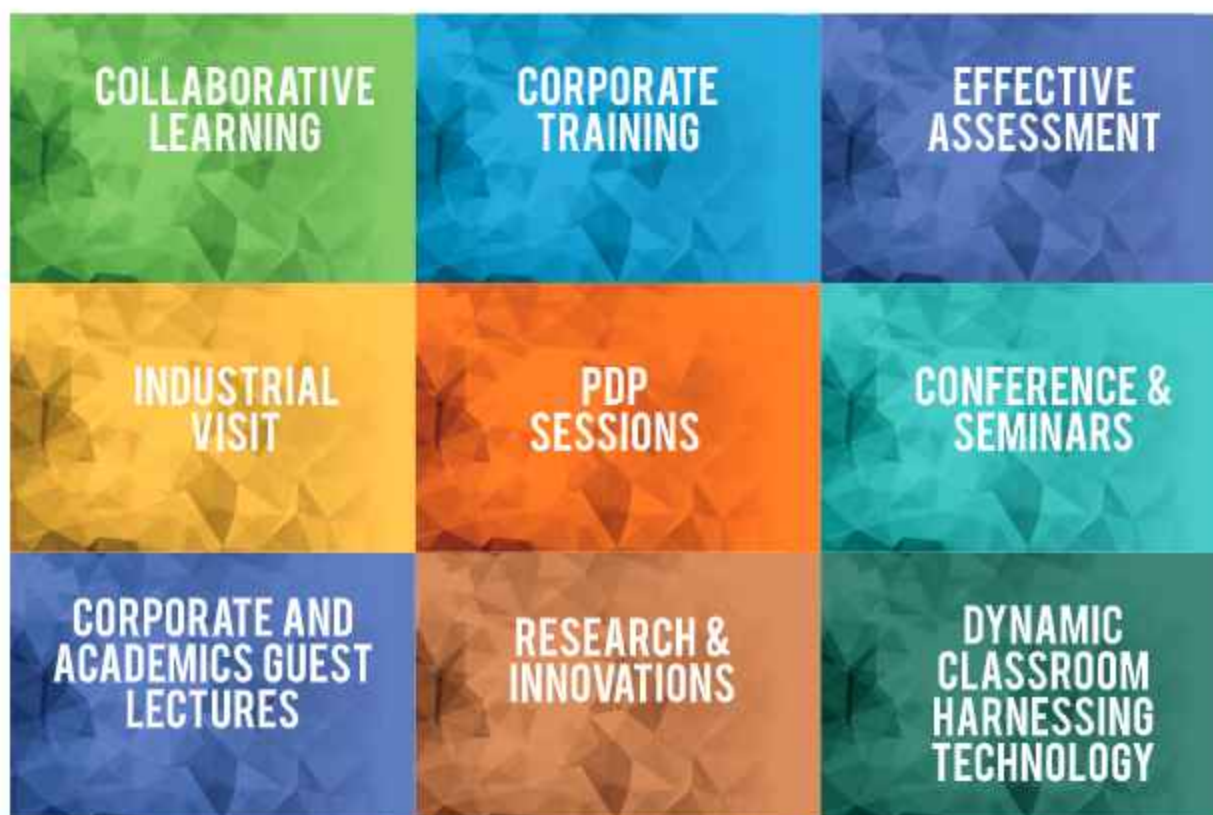 COLLABORATIVE
LEARNING
CORPORATE
TRAINING
EFFECTIVE
ASSESSMENT
INDUSTRIAL
VISIT
PDP
SESSIONS
CONFERENCE &
SEMINARS
CORPORATE AND
ACADEMICS GUEST
LECTURES
RESEARCH &
INNOVATIONS
DYNAMIC
CLASSROOM
HARNESSING
TECHNOLOGY